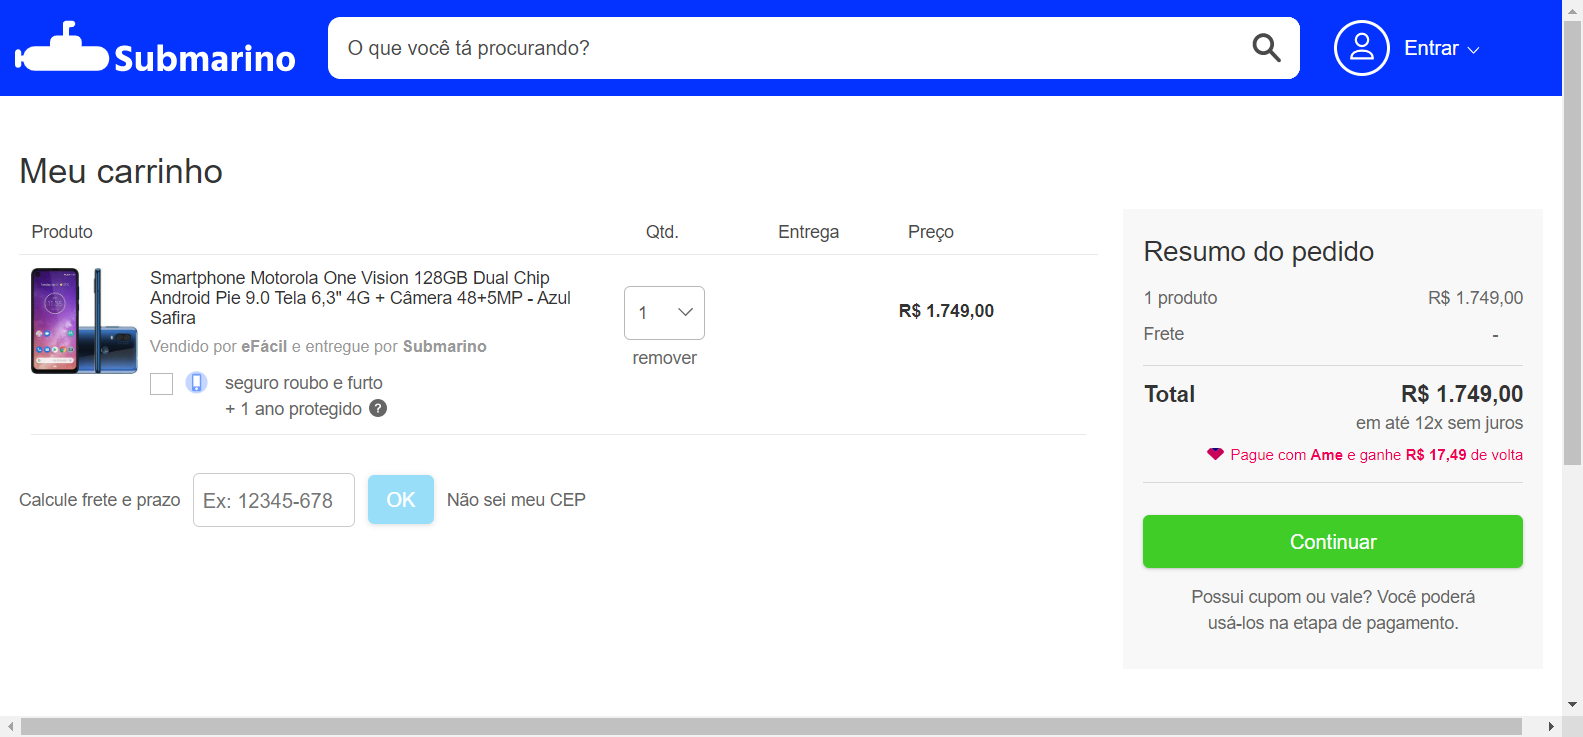 Submarino
O que você tá procurando?
Entrar
Meu carrinho
Produto
Qtd.
Entrega
Preço
Smartphone Motorola One Vision 128GB Dual Chip
Android Pie 9.0 Tela 6,3" 4G + Câmera 48+5MP - Azul
Safira
Vendido por eFácil e entregue por Submarino
seguro roubo e furto
+ 1 ano protegido ?
1
remover
R$ 1.749,00
Calcule frete e prazo
Ex: 12345-678
OK
Não sei meu CEP
Resumo do pedido
1 produto R$ 1.749,00
Frete -
Total R$ 1.749,00
em até 12x sem juros
Pague com Ame e ganhe R$ 17,49 de volta
Continuar
Possui cupom ou vale? Você poderá
usá-los na etapa de pagamento.